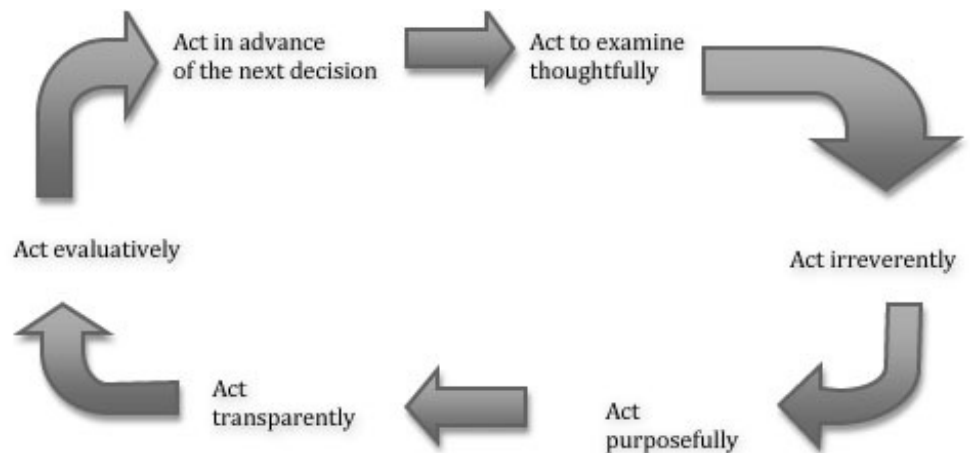 Act in advance
of the next decision
Act to examine
thoughtfully
Act irreverently
Act
purposefully
Act
transparently
Act evaluatively